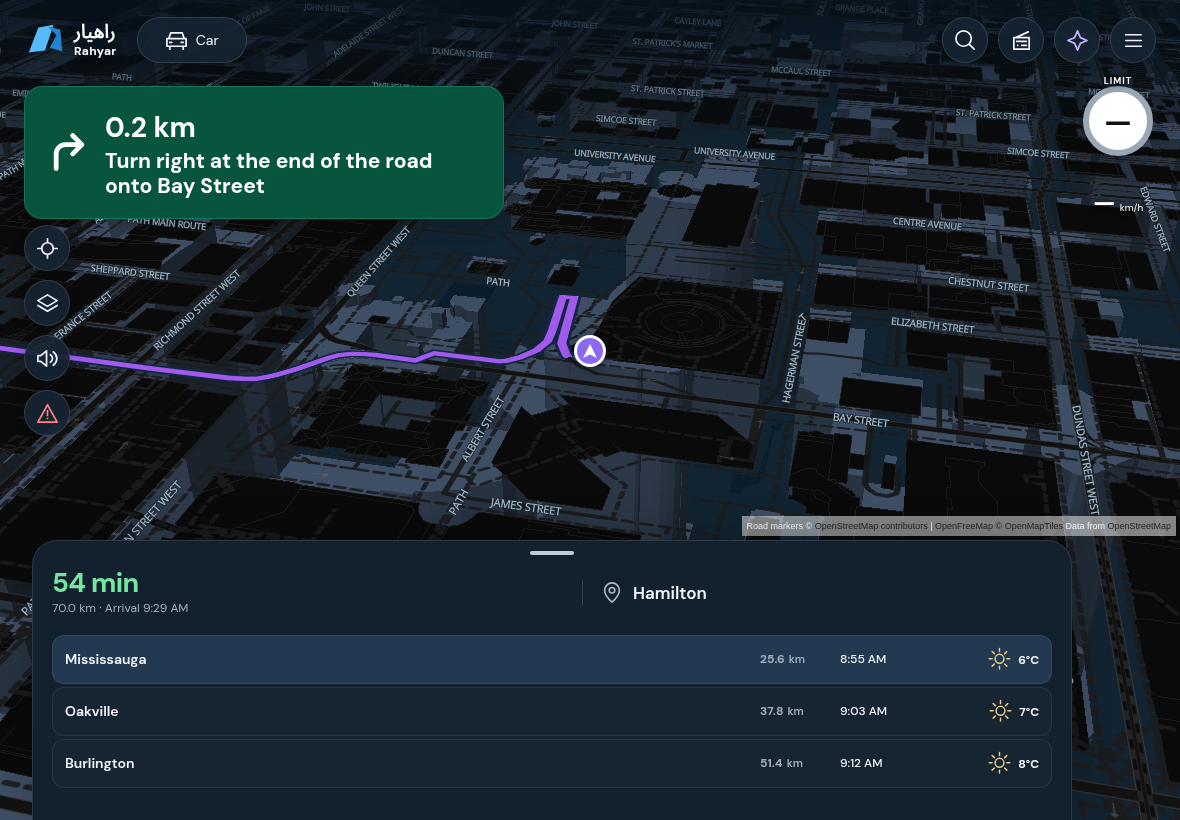 راهیار
Rahyar
Car
LIMIT
—
— km/h
0.2 km
Turn right at the end of the road
onto Bay Street
JOHN STREET
JOHN STREET
CAYLEY LANE
GRANGE PLACE
ADELAIDE STREET WEST
DUNCAN STREET
ST. PATRICK'S MARKET
MCCAUL STREET
PATH
ST. PATRICK STREET
ST. PATRICK STREET
SIMCOE STREET
SIMCOE STREET
UNIVERSITY AVENUE
UNIVERSITY AVENUE
EDWARD STREET
PATH MAIN ROUTE
CENTRE AVENUE
SHEPPARD STREET
QUEEN STREET WEST
PATH
CHESTNUT STREET
RICHMOND STREET WEST
ELIZABETH STREET
HAGERMAN STREET
BAY STREET
ALBERT STREET
DUNDAS STREET WEST
PATH
JAMES STREET
Road markers © OpenStreetMap contributors | OpenFreeMap © OpenMapTiles Data from OpenStreetMap
54 min
70.0 km · Arrival 9:29 AM
Hamilton
Mississauga 25.6 km 8:55 AM 6°C
Oakville 37.8 km 9:03 AM 7°C
Burlington 51.4 km 9:12 AM 8°C